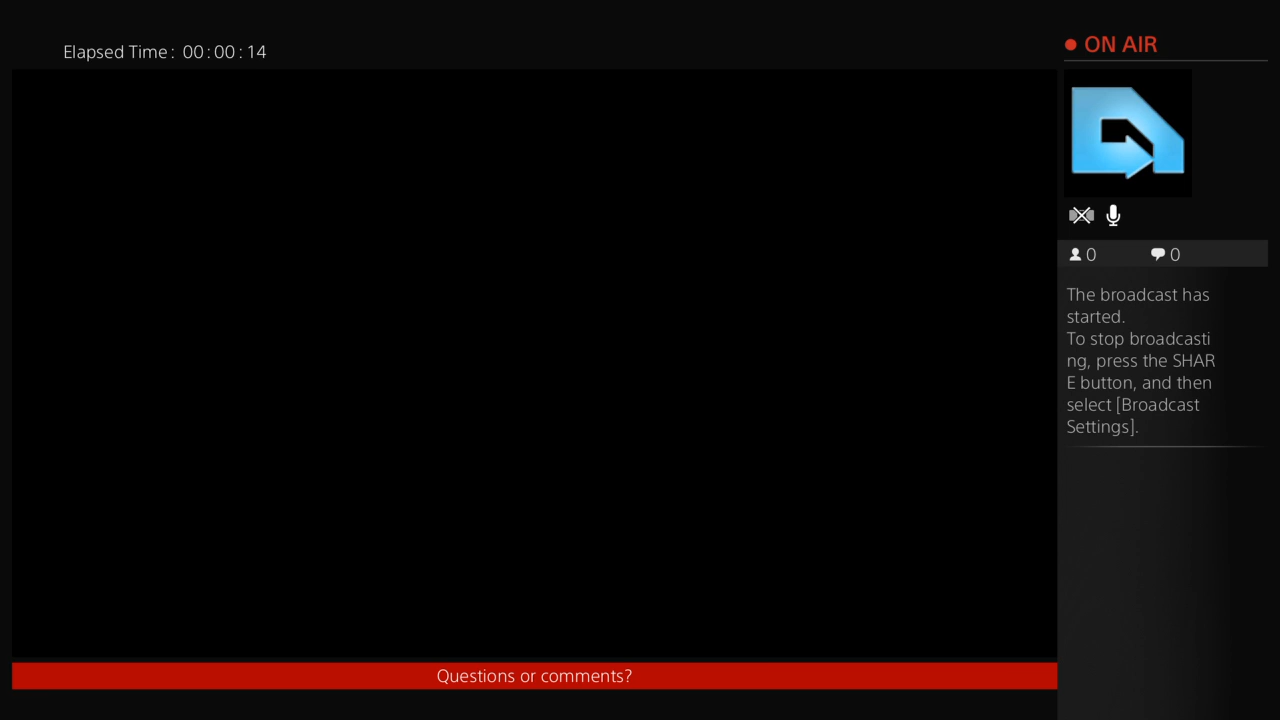 Elapsed Time: 00:00:14
ON AIR
0 0
The broadcast has
started.
To stop broadcasti
ng, press the SHAR
E button, and then
select [Broadcast
Settings].
Questions or comments?